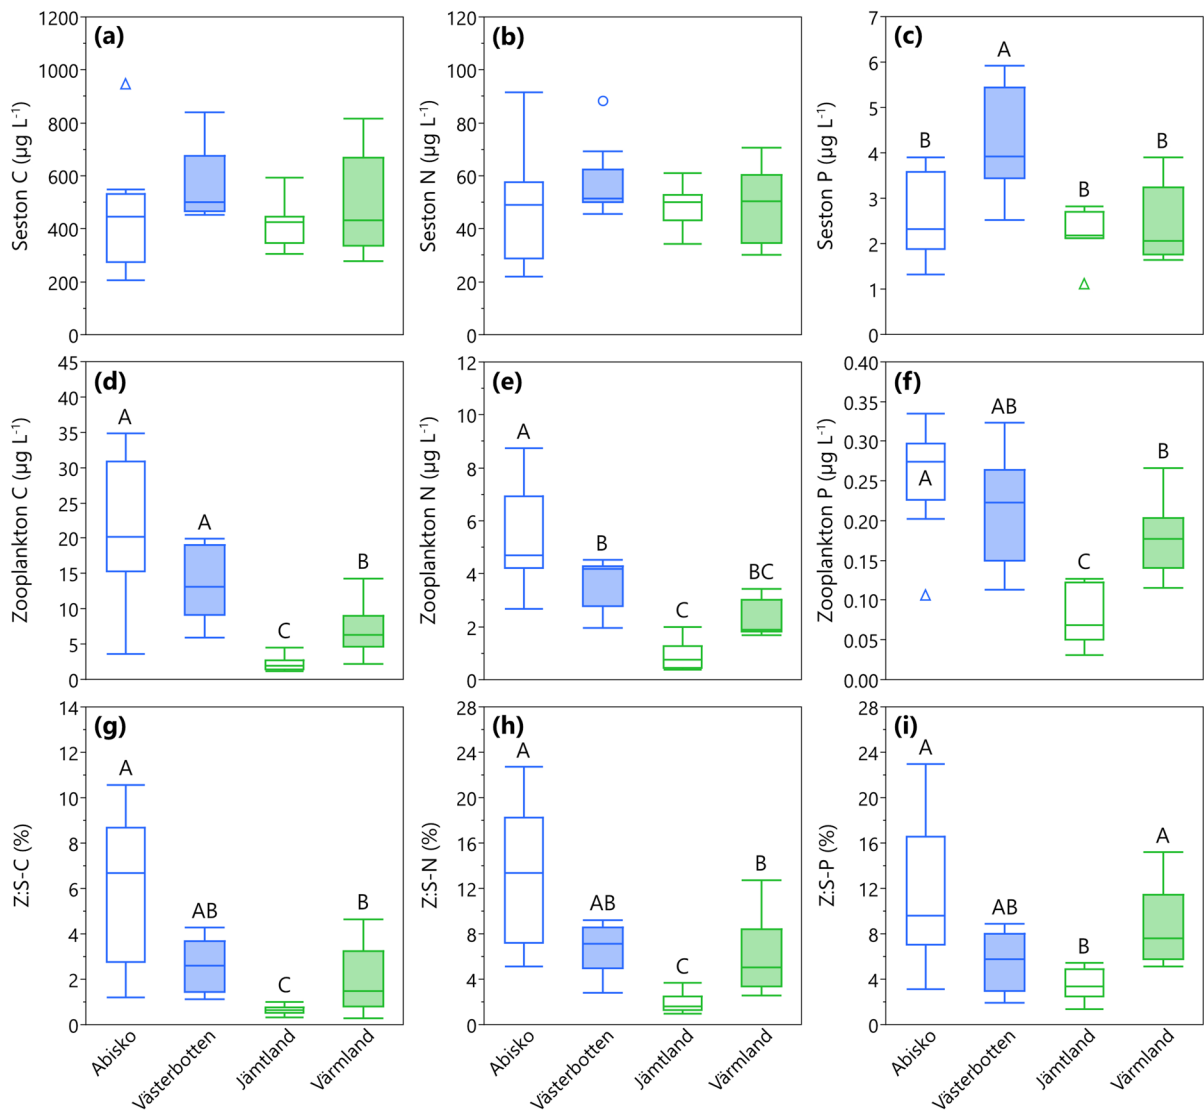 (a)
Seston C (µg L-1)
1200
1000
800
600
400
200
0
(b)
Seston N (µg L-1)
120
100
80
60
40
20
0
(c)
Seston P (µg L-1)
7
6
5
4
3
2
1
0
B
A
B
B
(d)
Zooplankton C (µg L-1)
45
40
35
30
25
20
15
10
5
0
A
A
C
B
(e)
Zooplankton N (µg L-1)
12
10
8
6
4
2
0
A
B
C
BC
(f)
Zooplankton P (µg L-1)
0.40
0.35
0.30
0.25
0.20
0.15
0.10
0.05
0.00
A
AB
C
B
(g)
Z:S-C (%)
14
12
10
8
6
4
2
0
A
AB
C
B
Abisko
Västerbotten
Jämtland
Värmland
(h)
Z:S-N (%)
28
24
20
16
12
8
4
0
A
AB
C
B
Abisko
Västerbotten
Jämtland
Värmland
(i)
Z:S-P (%)
28
24
20
16
12
8
4
0
A
AB
B
A
Abisko
Västerbotten
Jämtland
Värmland